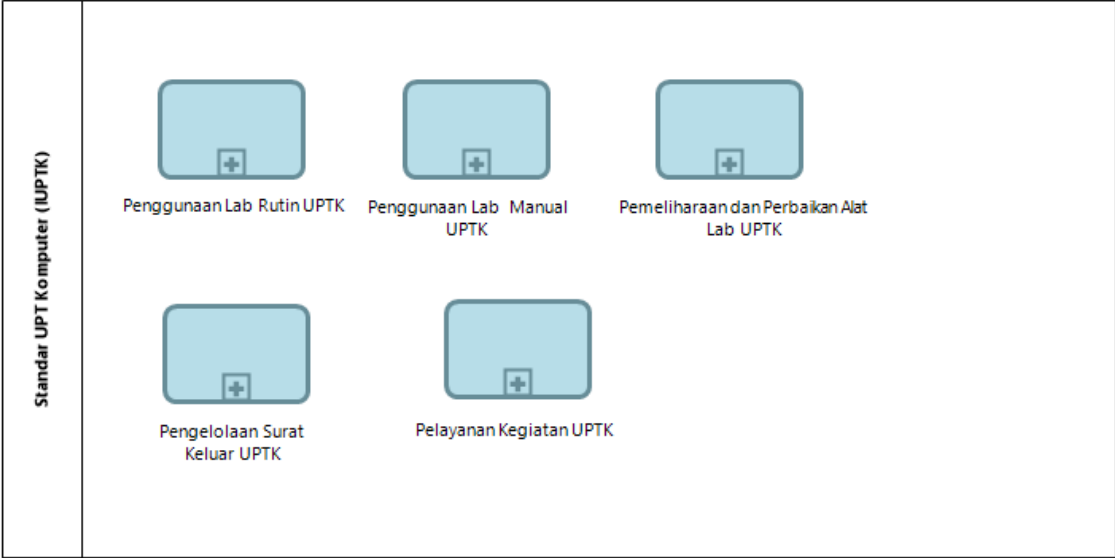 Standar UPT Komputer (IUPTK)
Penggunaan Lab Rutin UPTK
Penggunaan Lab Manual
UPTK
Pemeliharaan dan Perbaikan Alat
Lab UPTK
Pengelolaan Surat
Keluar UPTK
Pelayanan Kegiatan UPTK